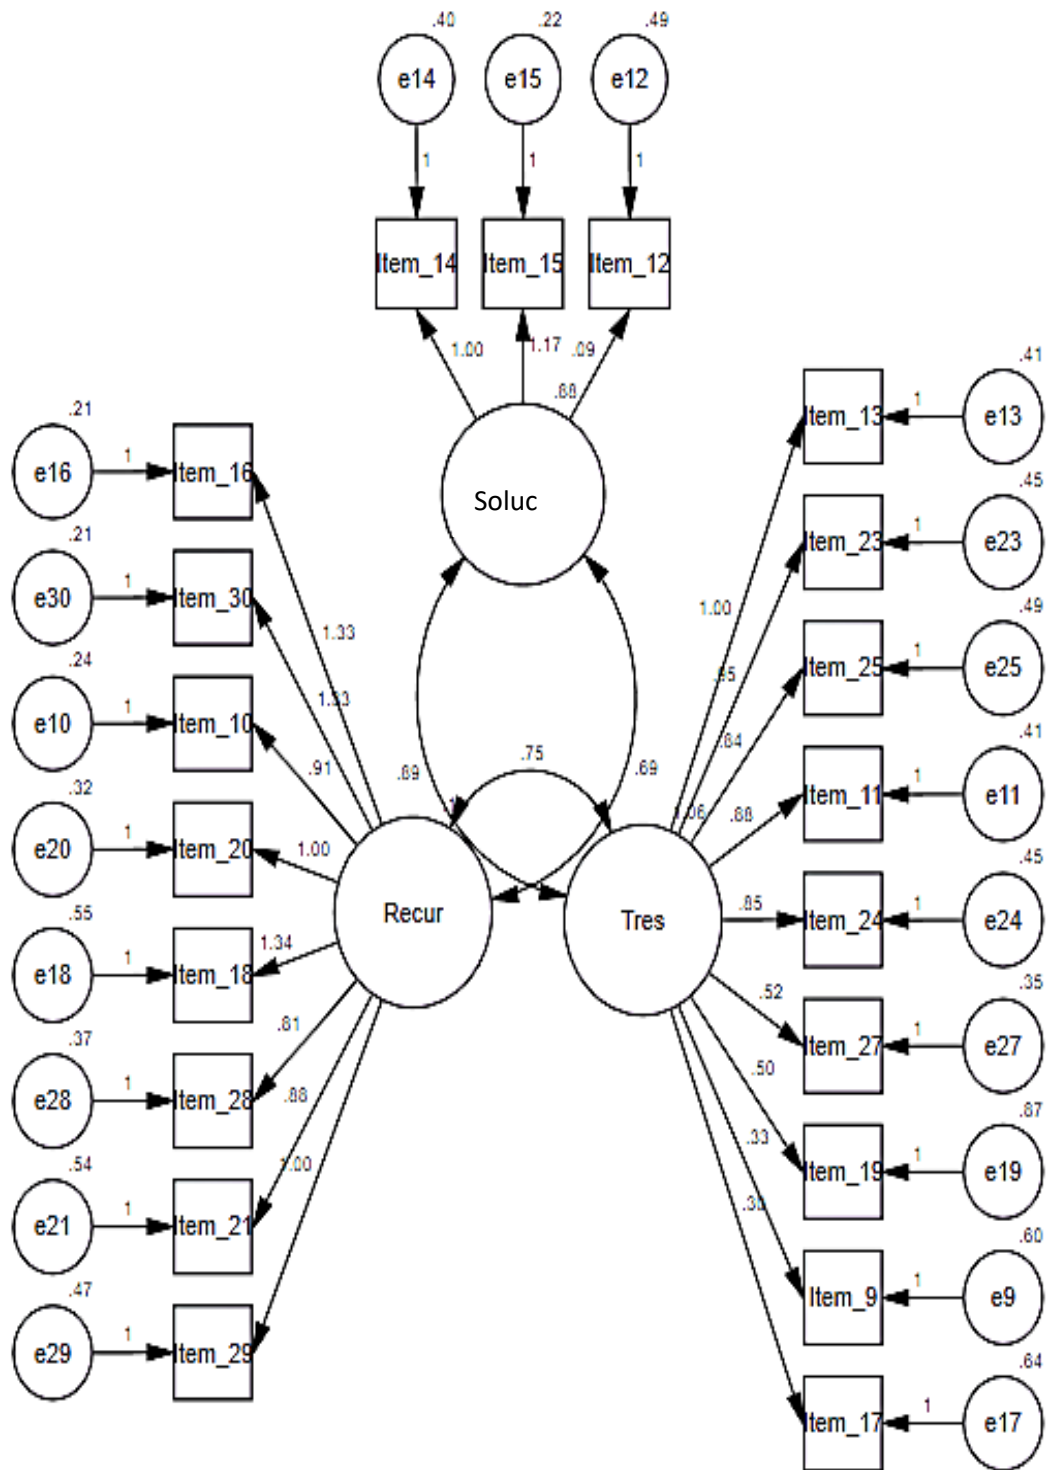 .40 .22 .49
e14 e15 e12
1 1 1
Item_14 Item_15 Item_12
1.00 1.17 .09
.88
Soluc
.41
Item_13 1 e13
.21
e16 1 Item_16
.45
Item_23 1 e23
.21
e30 1 Item_30
.49
Item_25 1 e25
.24
e10 1 Item_10
.41
Item_11 1 e11
.32
e20 1 Item_20
.45
Item_24 1 e24
.55
e18 1 Item_18
.35
Item_27 1 e27
.37
e28 1 Item_28
.87
Item_19 1 e19
.54
e21 1 Item_21
.60
Item_9 1 e9
.47
e29 1 Item_29
.64
Item_17 1 e17
1.33
.91
1.00
1.34
.81
.88
1.00
Recur
.89 .75 .69
Tres
1.00
.95
.84
1.06
.88
.85
.52
.50
.33